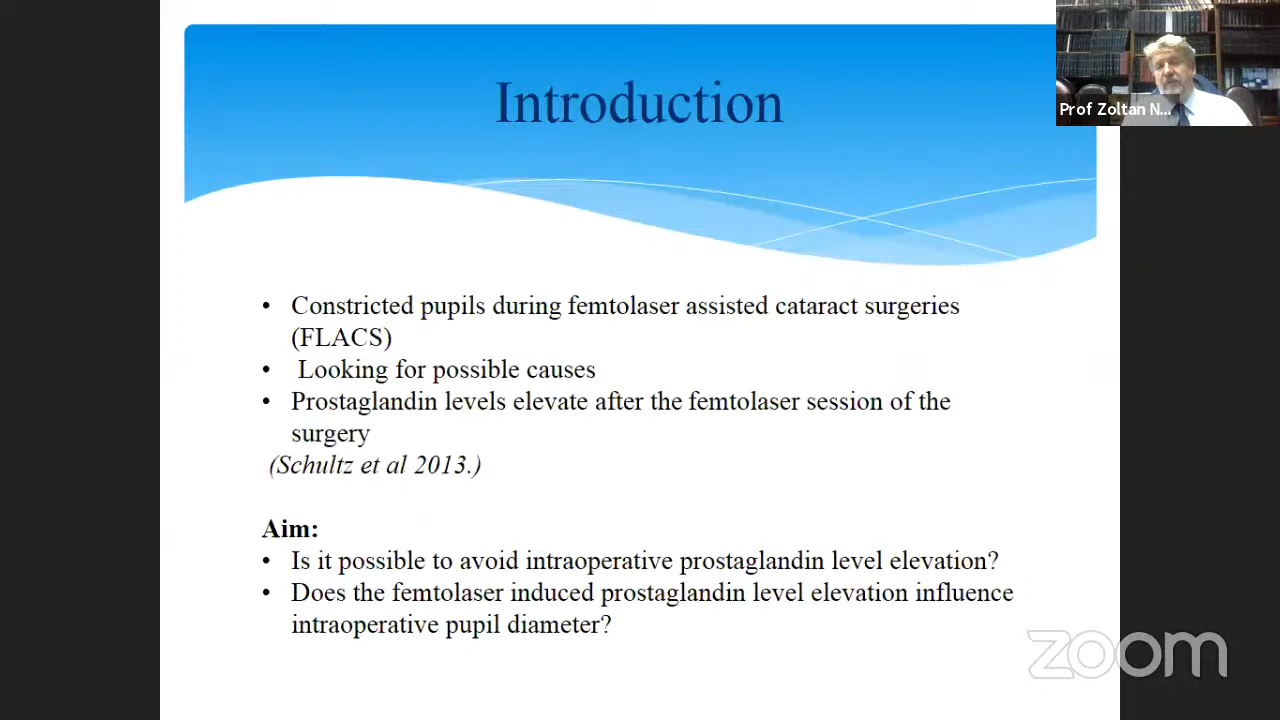 Introduction
Prof Zoltan N...
• Constricted pupils during femtolaser assisted cataract surgeries
(FLACS)
• Looking for possible causes
• Prostaglandin levels elevate after the femtolaser session of the
surgery
(Schultz et al 2013.)
Aim:
• Is it possible to avoid intraoperative prostaglandin level elevation?
• Does the femtolaser induced prostaglandin level elevation influence
intraoperative pupil diameter?
zoom